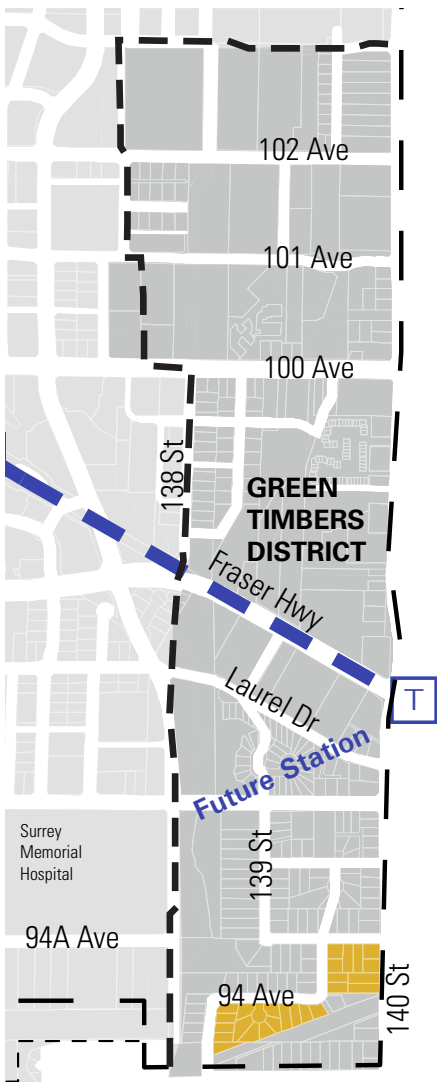 102 Ave
101 Ave
100 Ave
138 St
GREEN
TIMBERS
DISTRICT
Fraser Hwy
T
Laurel Dr
Future Station
Surrey
Memorial
Hospital
139 St
94A Ave
94 Ave
140 St